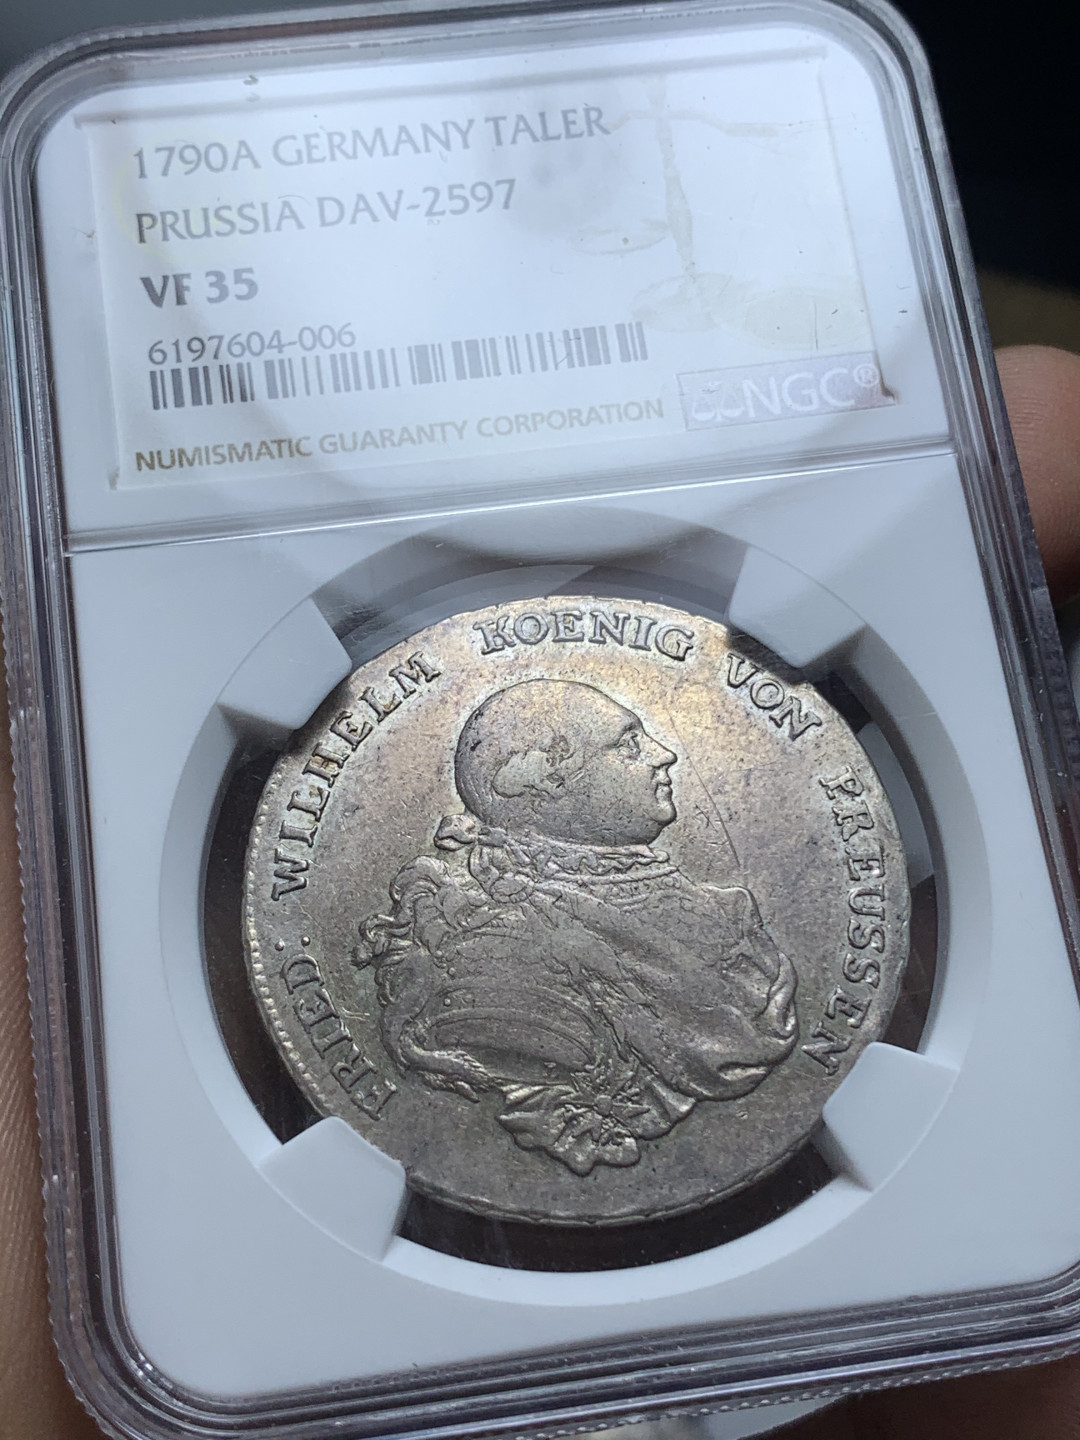 1790A GERMANY TALER
PRUSSIA DAV-2597
VF 35
6197604-006
NUMISMATIC GUARANTY CORPORATION
NGC®
FRIED. WILHELM KOENIG VON PREUSSEN